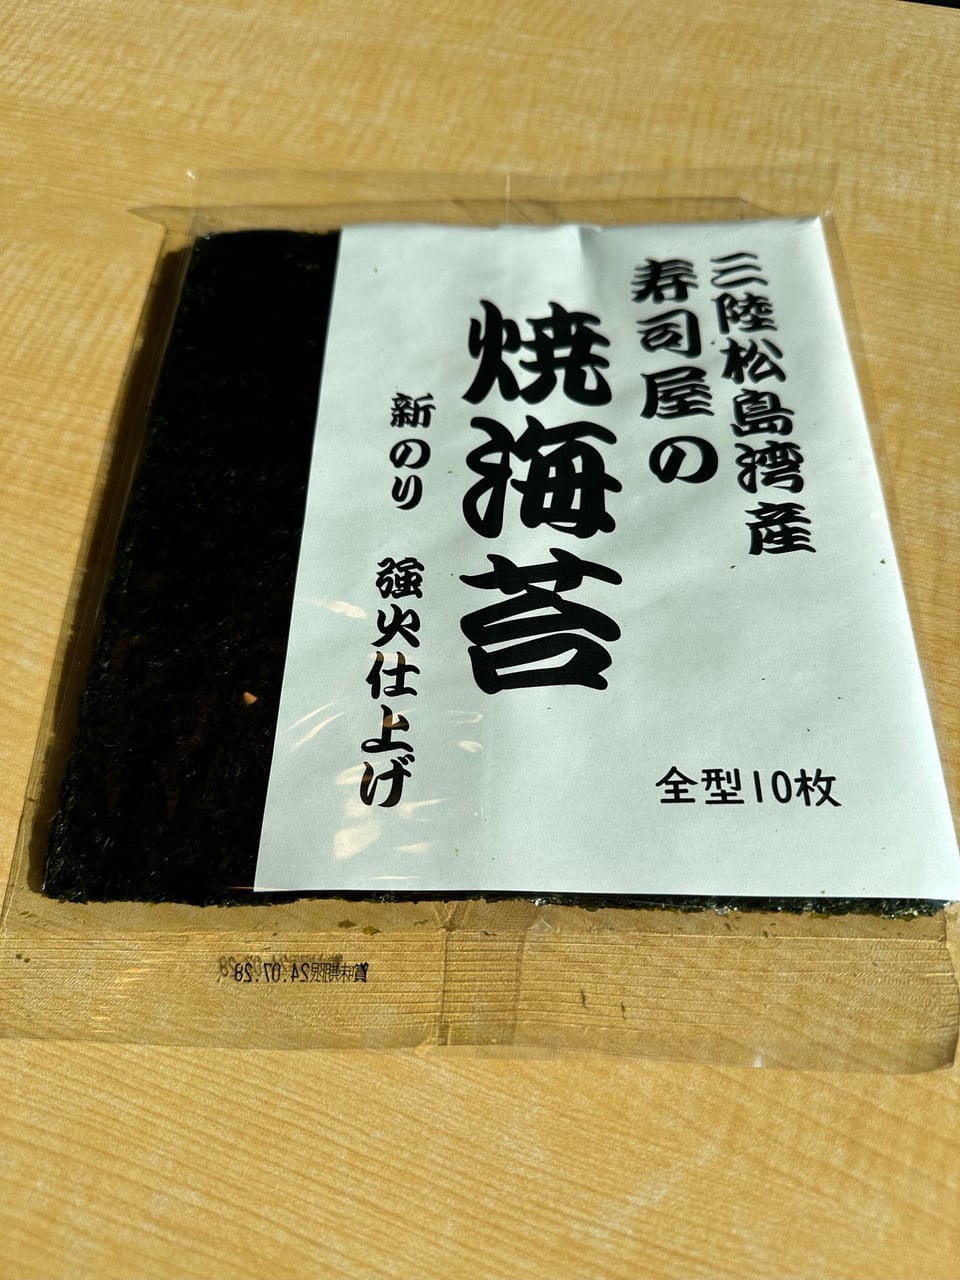 三陸松島湾産
寿司屋の
焼海苔
新のり　強火仕上げ
全型10枚
賞味期限24.07.28